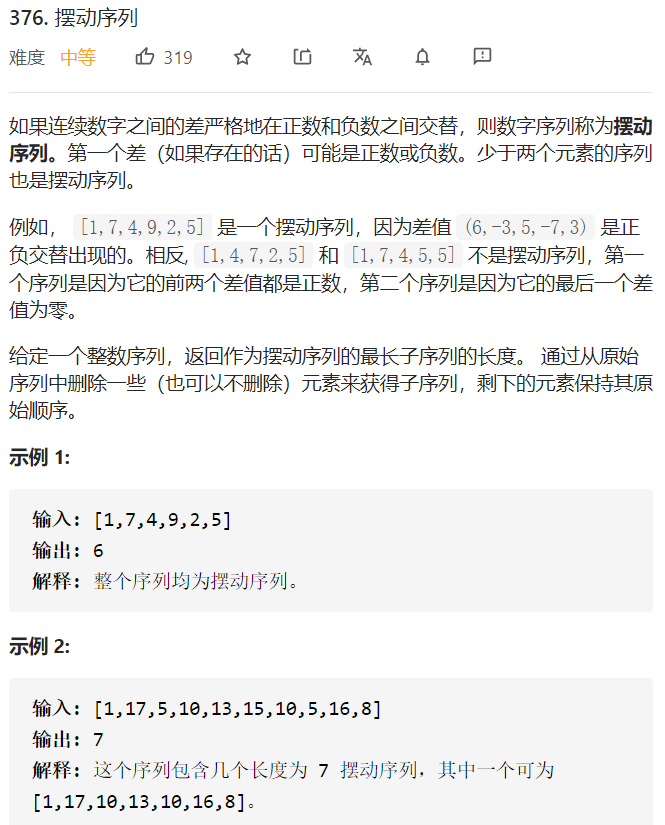 376. 摆动序列
难度 中等 319
如果连续数字之间的差严格地在正数和负数之间交替，则数字序列称为摆动
序列。第一个差（如果存在的话）可能是正数或负数。少于两个元素的序列
也是摆动序列。
例如， [1,7,4,9,2,5] 是一个摆动序列，因为差值 (6,-3,5,-7,3) 是正
负交替出现的。相反, [1,4,7,2,5] 和 [1,7,4,5,5] 不是摆动序列，第一
个序列是因为它的前两个差值都是正数，第二个序列是因为它的最后一个差
值为零。
给定一个整数序列，返回作为摆动序列的最长子序列的长度。 通过从原始
序列中删除一些（也可以不删除）元素来获得子序列，剩下的元素保持其原
始顺序。
示例 1:
输入: [1,7,4,9,2,5]
输出: 6
解释: 整个序列均为摆动序列。
示例 2:
输入: [1,17,5,10,13,15,10,5,16,8]
输出: 7
解释: 这个序列包含几个长度为 7 摆动序列，其中一个可为
[1,17,10,13,10,16,8]。